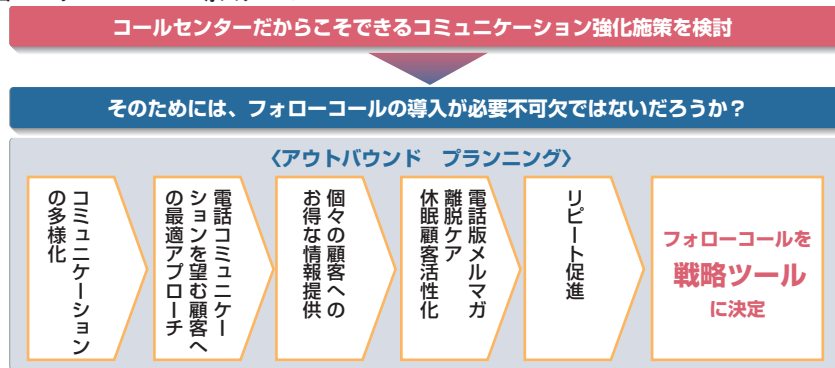 コールセンターだからこそできるコミュニケーション強化施策を検討
そのためには、フォローコールの導入が必要不可欠ではないだろうか？
〈アウトバウンド　プランニング〉
コミュニケーション
の多様化
電話コミュニケー
ションを望む顧客へ
の最適アプローチ
個々の顧客への
お得な情報提供
電話版メルマガ
離脱ケア
休眠顧客活性化
リピート促進
フォローコールを
戦略ツール
に決定